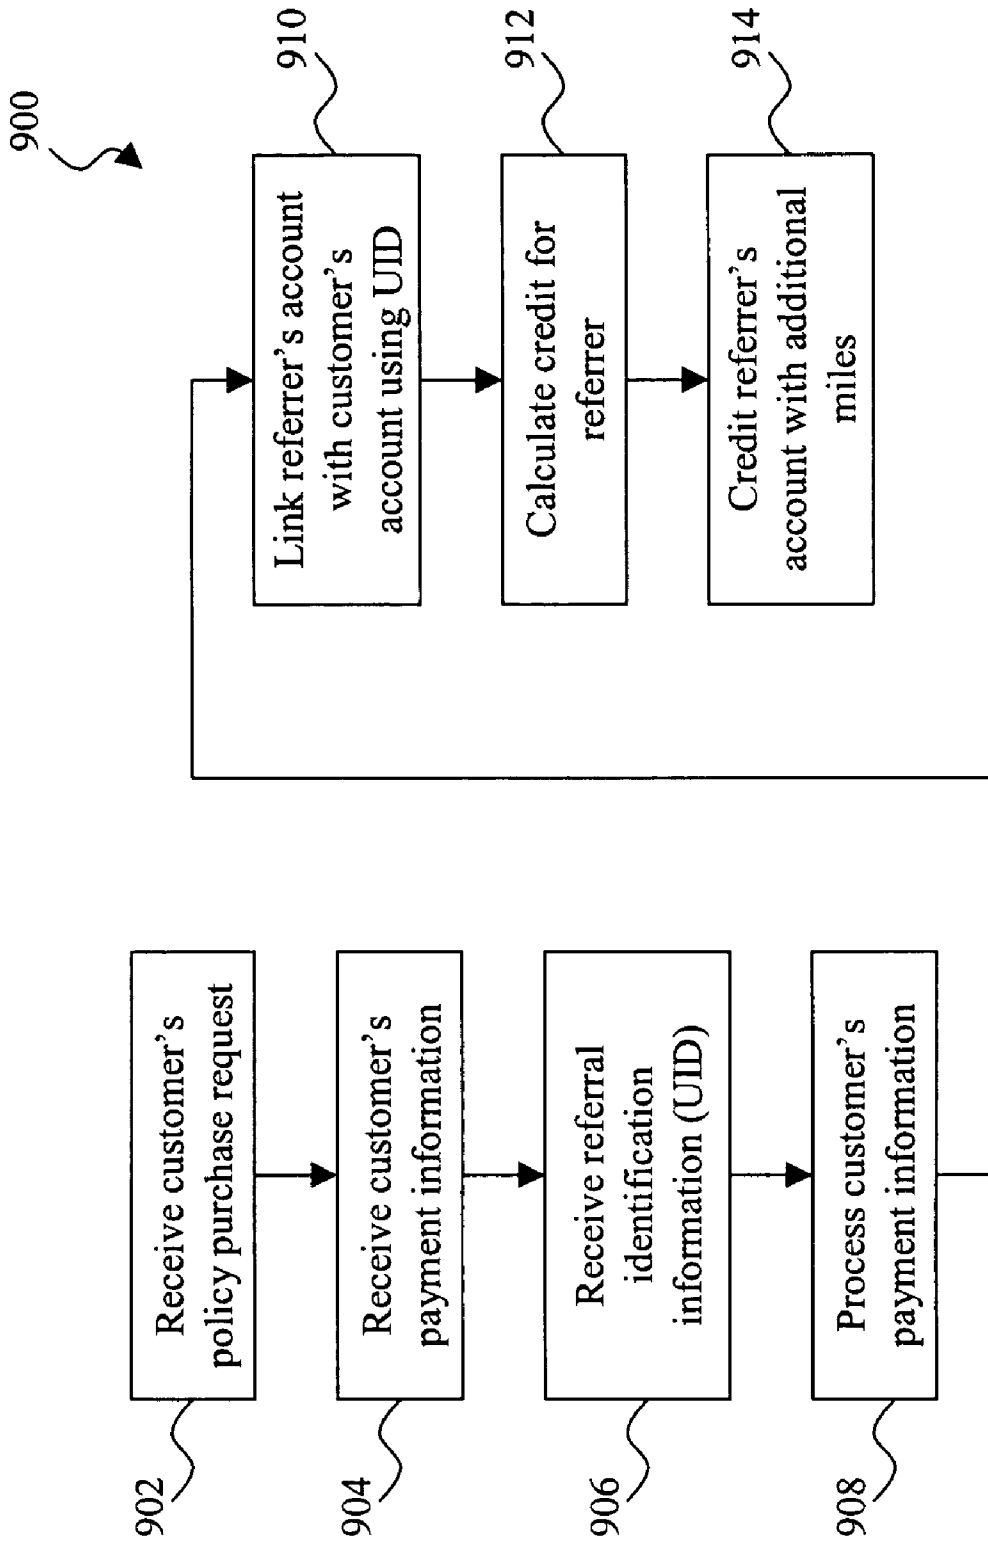 900
902
Receive customer's
policy purchase request
904
Receive customer's
payment information
906
Receive referral
identification
information (UID)
908
Process customer's
payment information
910
Link referrer's account
with customer's
account using UID
912
Calculate credit for
referrer
914
Credit referrer's
account with additional
miles